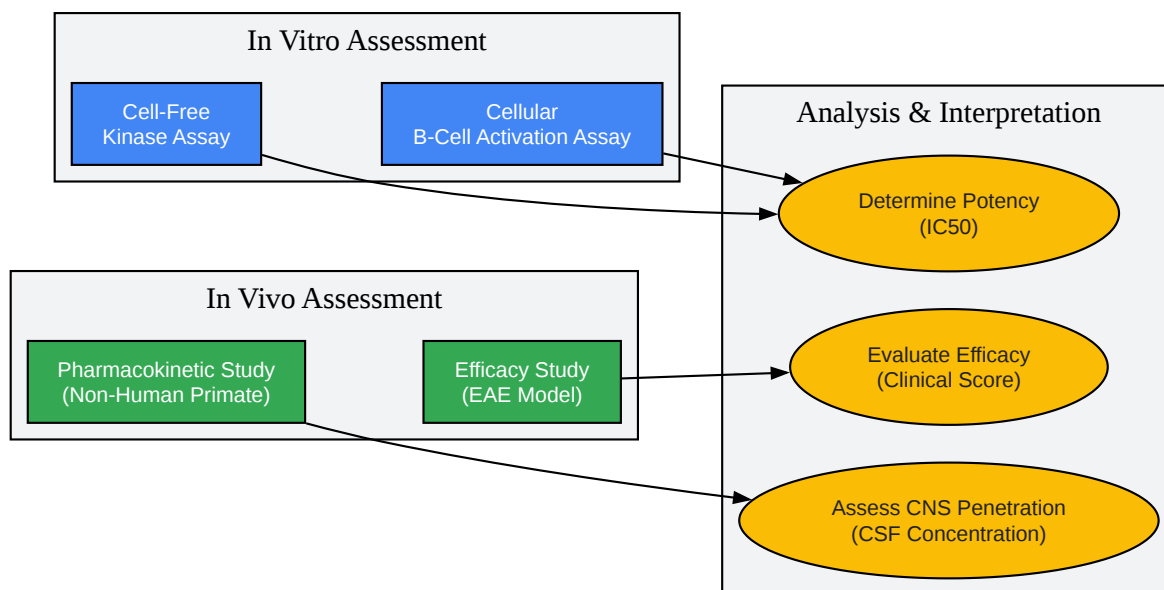 In Vitro Assessment
Cell-Free
Kinase Assay
Cellular
B-Cell Activation Assay
In Vivo Assessment
Pharmacokinetic Study
(Non-Human Primate)
Efficacy Study
(EAE Model)
Analysis & Interpretation
Determine Potency
(IC50)
Evaluate Efficacy
(Clinical Score)
Assess CNS Penetration
(CSF Concentration)